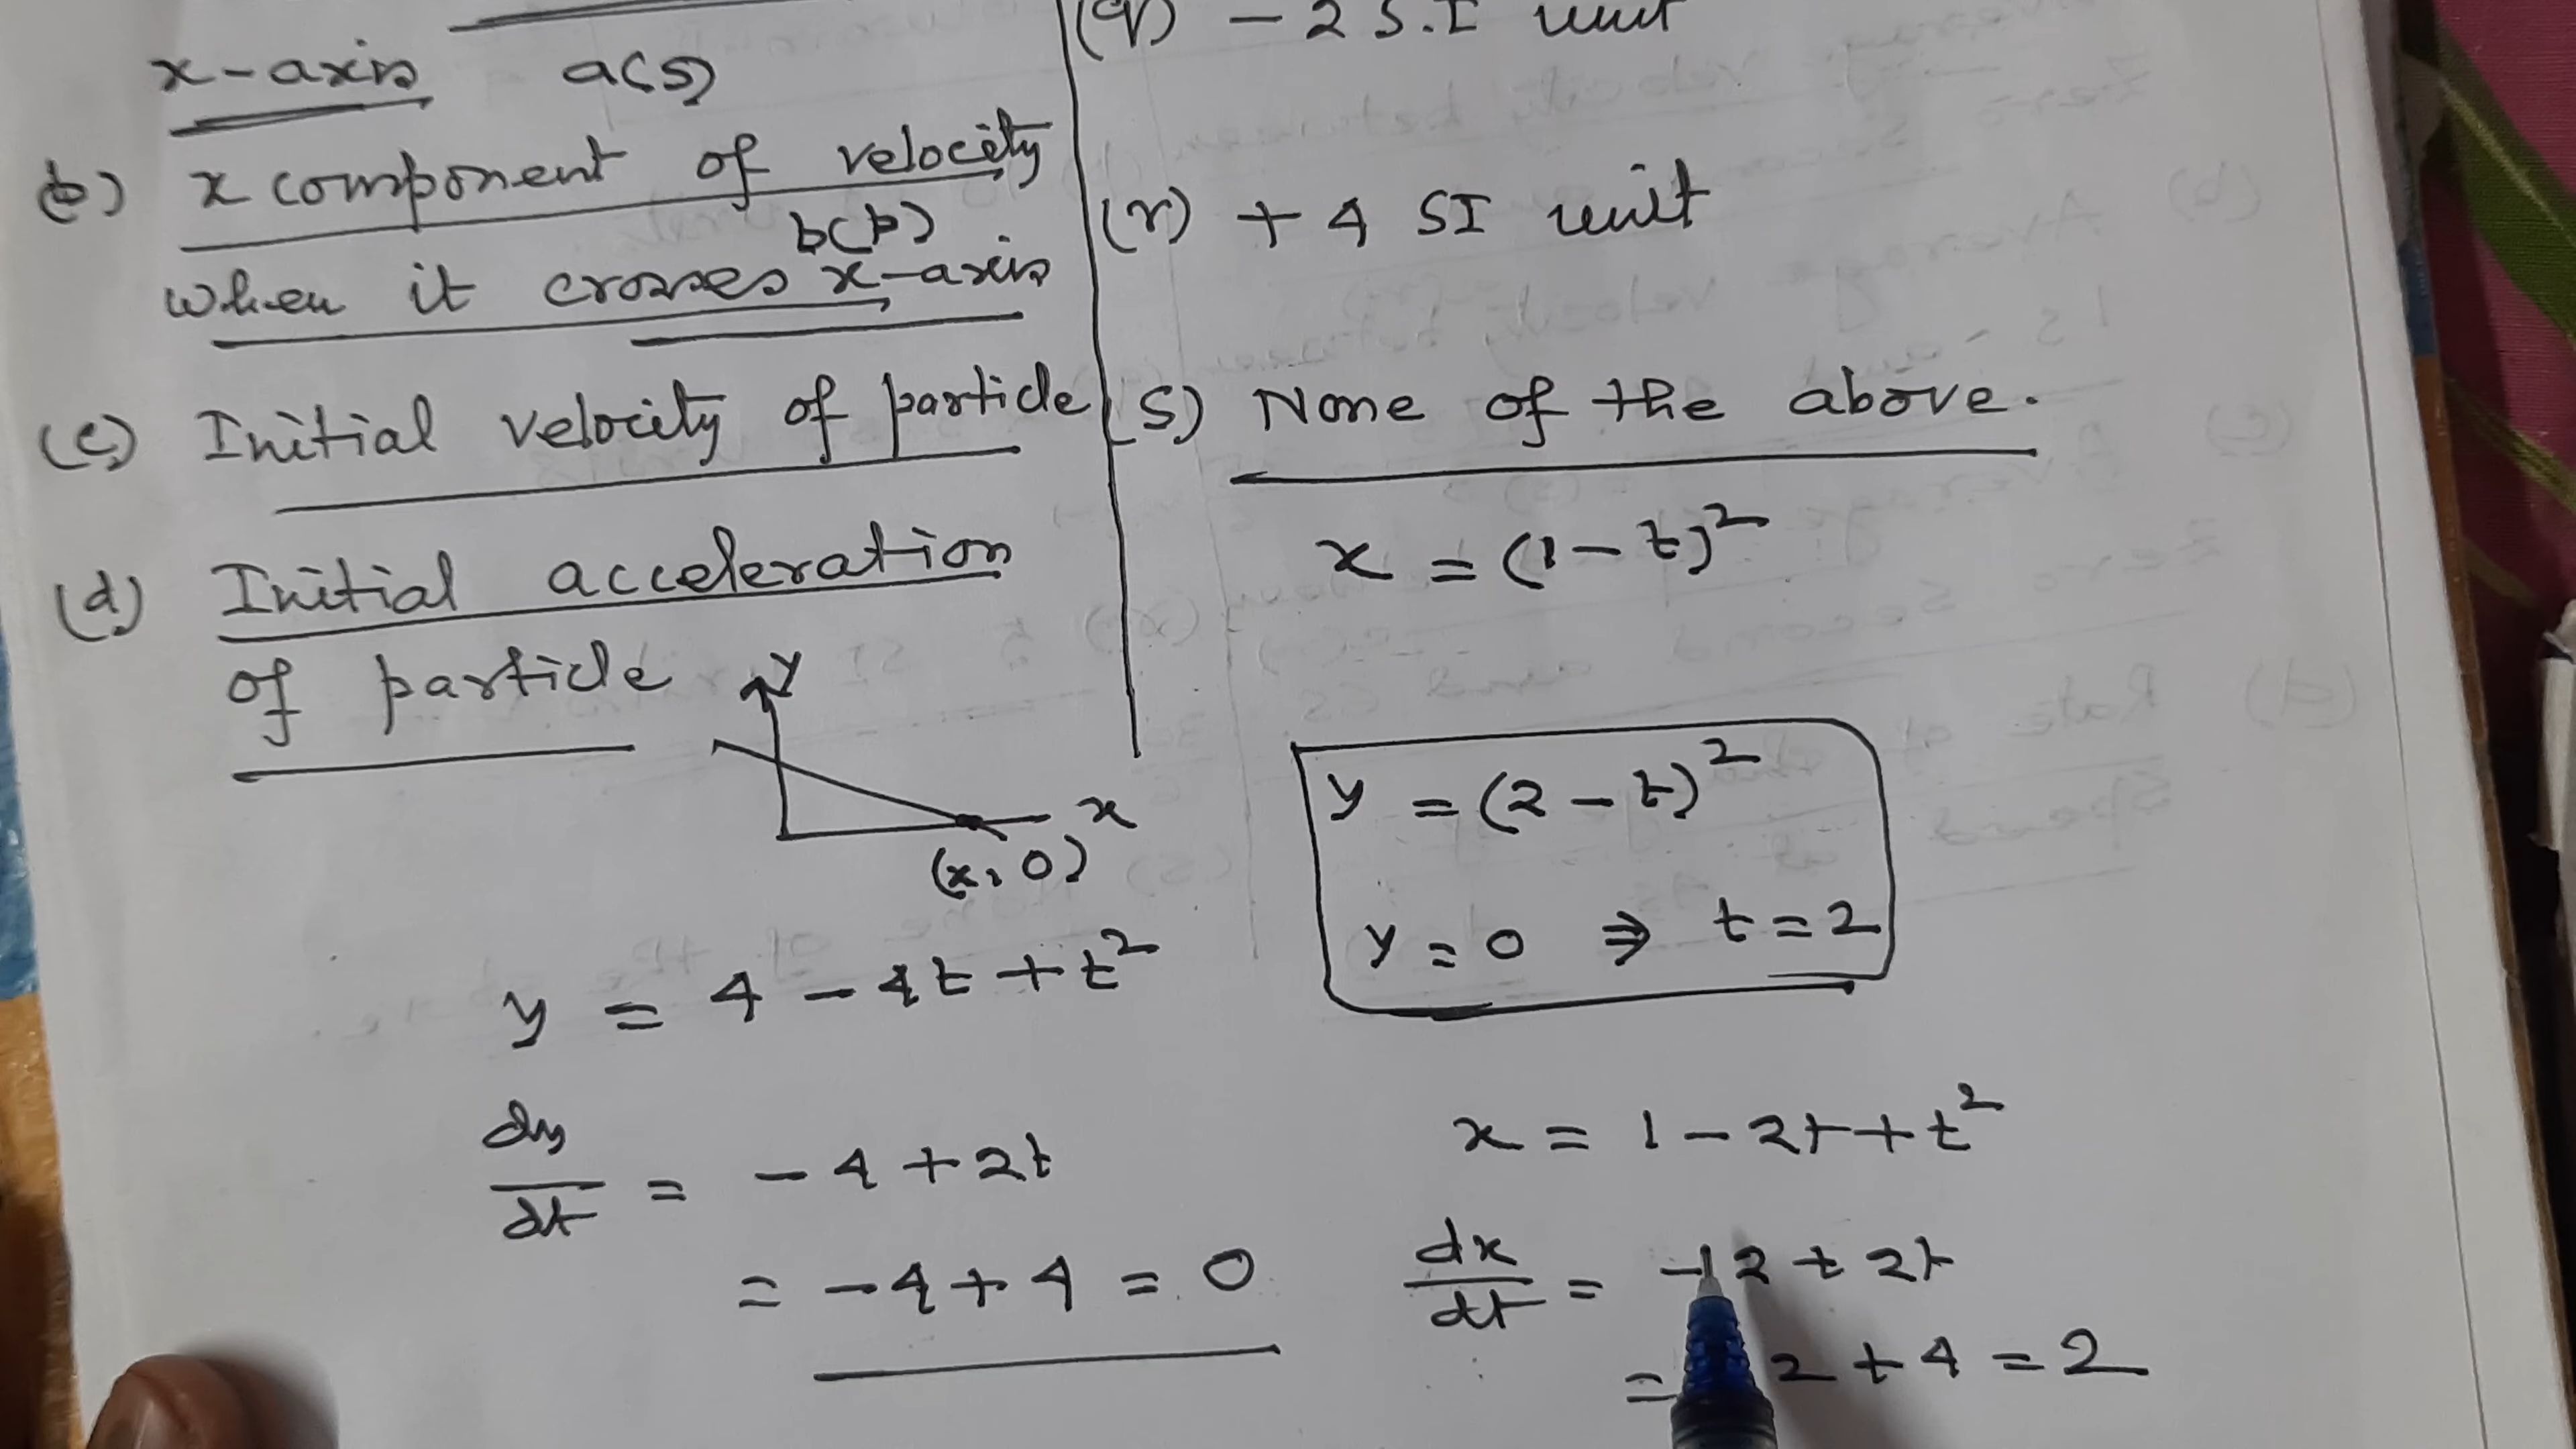 (q) - 2 S.I unit
x-axis a(s)
(b) x component of velocity
b(p)
when it crosses x-axis
(r) + 4 SI unit
(c) Initial velocity of particle
(s) None of the above.
(d) Initial acceleration
of particle
x = (1-t)²
y
x
(x, 0)
y = (2-t)²
y = 0 ⇒ t = 2
y = 4 - 4t + t²
dy/dt = -4 + 2t
= -4 + 4 = 0
x = 1 - 2t + t²
dx/dt = -2 + 2t
= 2 + 4 = 2